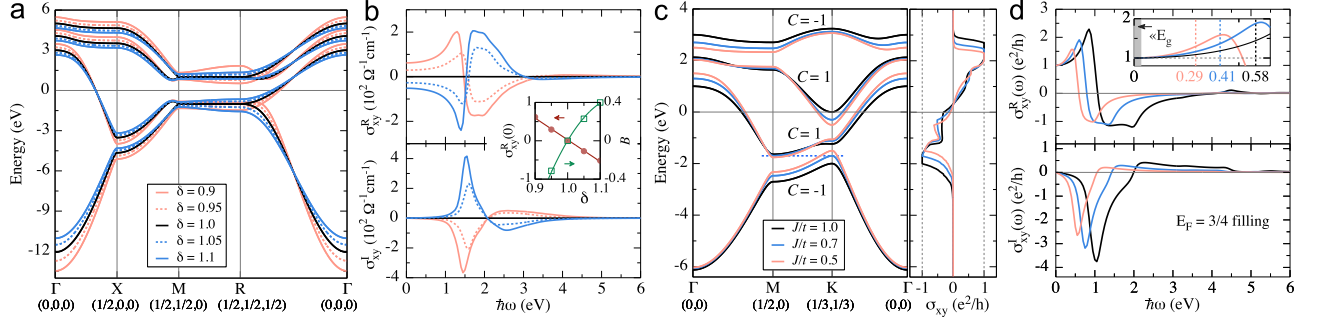 a
Energy (eV)
6
3
0
-3
-6
-9
-12
δ = 0.9
δ = 0.95
δ = 1.0
δ = 1.05
δ = 1.1
Γ X M R Γ
(0,0,0) (1/2,0,0) (1/2,1/2,0) (1/2,1/2,1/2) (0,0,0)
b
σ^R_xy (10² Ω⁻¹cm⁻¹)
2
0
-2
σ^R_xy(0)
1
0
-1
0.4
0
-0.4
B
0.9 1.0 1.1
δ
σ^I_xy (10² Ω⁻¹cm⁻¹)
4
2
0
-2
-4
0 1 2 3 4 5 6
ħω (eV)
c
Energy (eV)
4
2
0
-2
-4
-6
C = -1
C = 1
C = 1
C = -1
J/t = 1.0
J/t = 0.7
J/t = 0.5
Γ M K Γ
(0,0) (1/2,0) (1/3,1/3) (0,0)
-1 0 1
σ_xy (e²/h)
d
σ^R_xy(ω) (e²/h)
3
2
1
0
-1
-2
2
1
«E_g
0
0.29 0.41 0.58
σ^I_xy(ω) (e²/h)
1
0
-1
-2
-3
-4
E_F = 3/4 filling
0 1 2 3 4 5 6
ħω (eV)